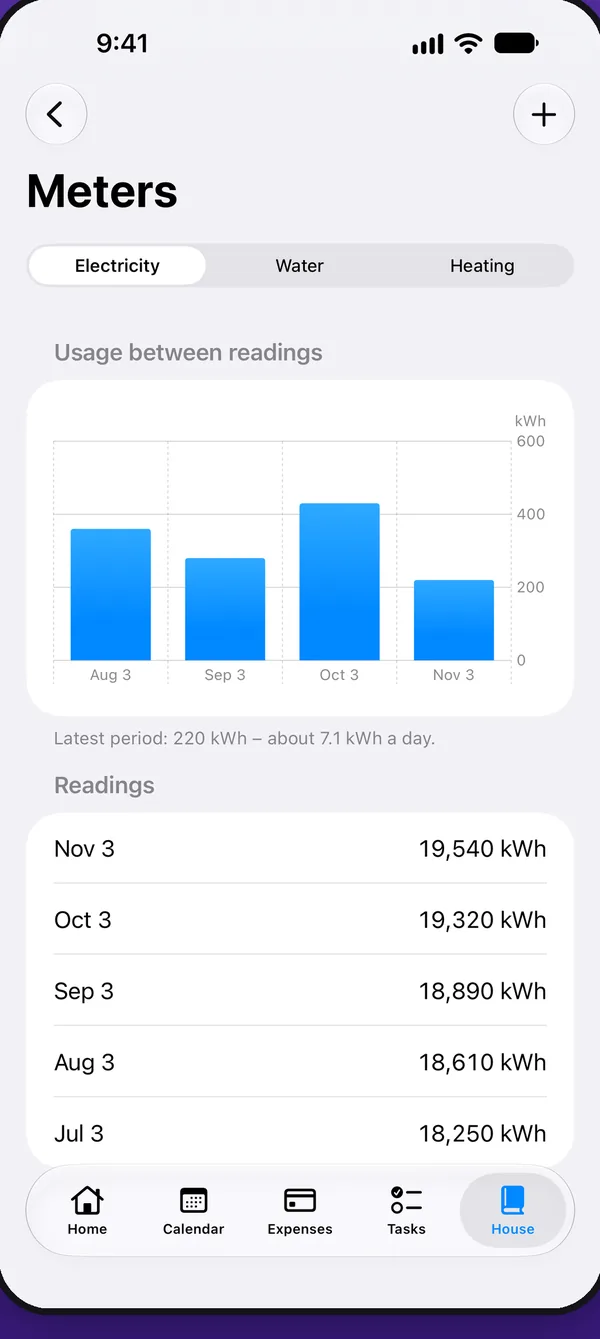 9:41
Meters
Electricity Water Heating
Usage between readings
kWh
600
400
200
0
Aug 3 Sep 3 Oct 3 Nov 3
Latest period: 220 kWh – about 7.1 kWh a day.
Readings
Nov 3 19,540 kWh
Oct 3 19,320 kWh
Sep 3 18,890 kWh
Aug 3 18,610 kWh
Jul 3 18,250 kWh
Home Calendar Expenses Tasks House